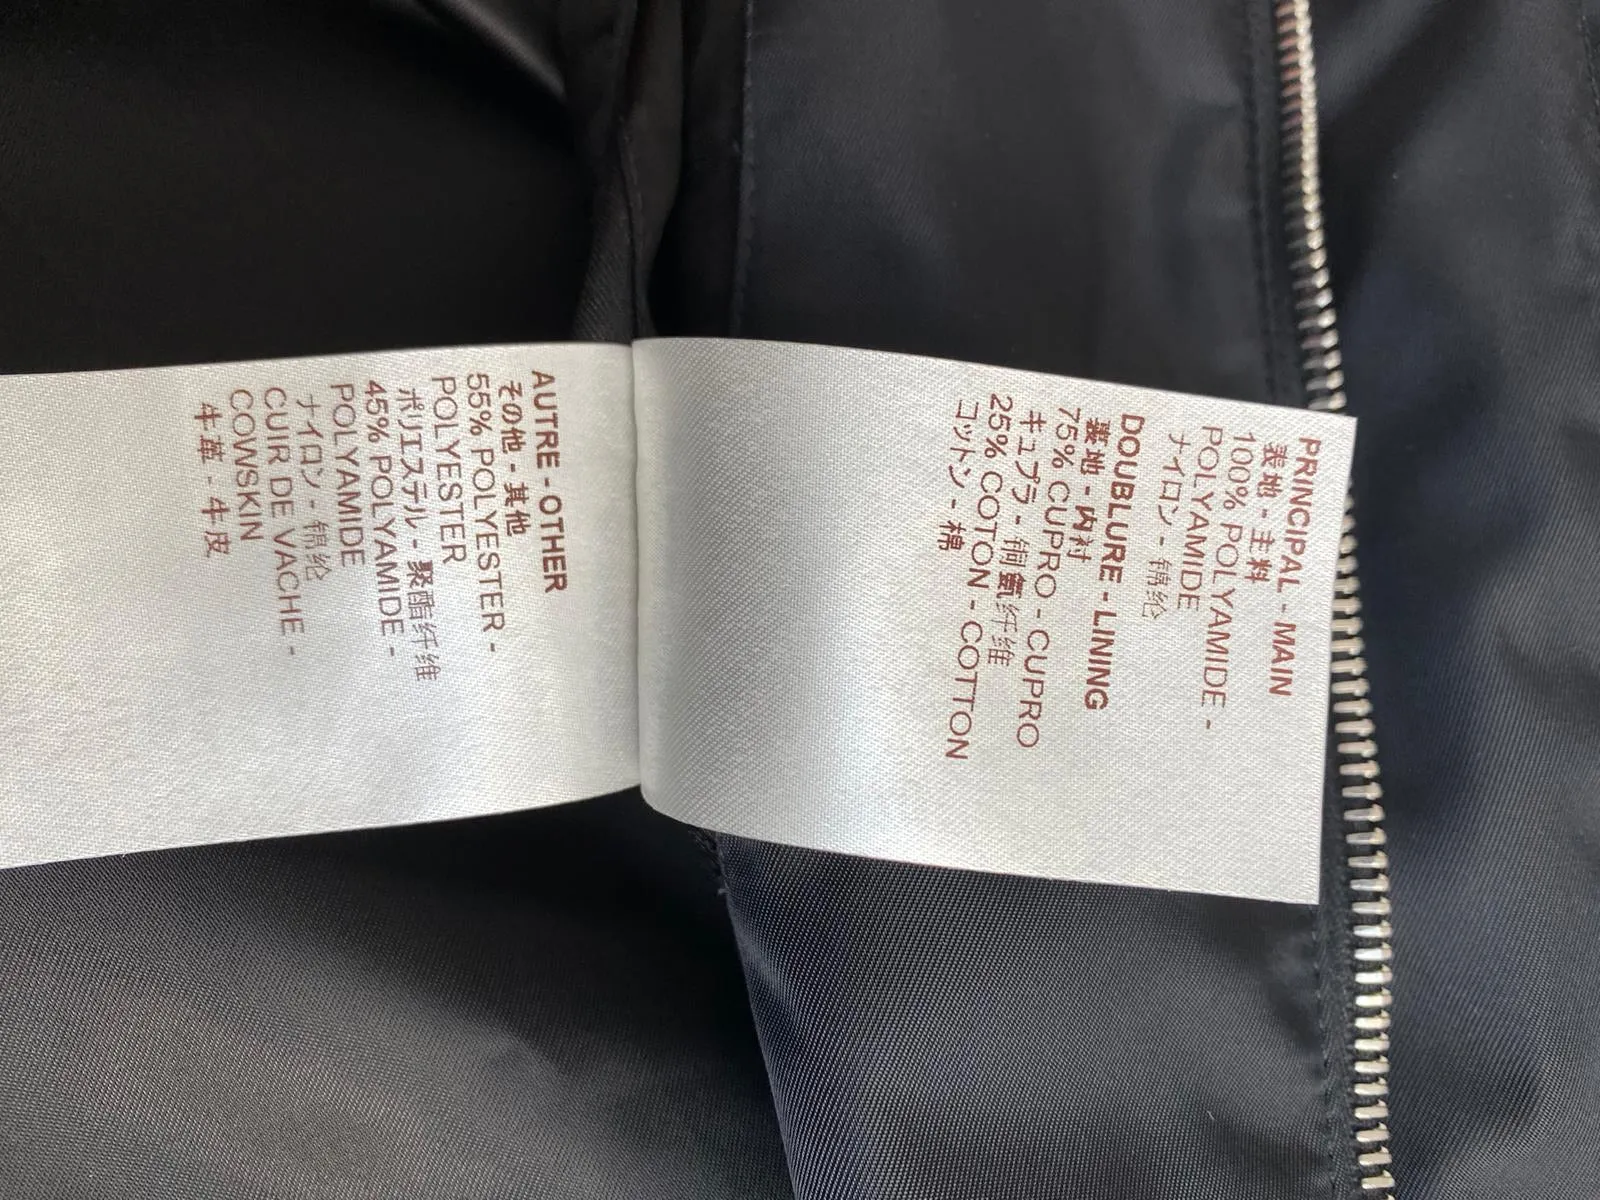 PRINCIPAL - MAIN
表地 - 主料
100% POLYAMIDE -
POLYAMIDE
ナイロン - 锦纶
DOUBLURE - LINING
裏地 - 内衬
75% CUPRO - CUPRO
キュプラ - 铜氨纤维
25% COTON - COTTON
コットン - 棉
AUTRE - OTHER
その他 - 其他
55% POLYESTER -
POLYESTER
ポリエステル - 聚酯纤维
45% POLYAMIDE -
POLYAMIDE
ナイロン - 锦纶
CUIR DE VACHE -
COWSKIN
牛革 - 牛皮